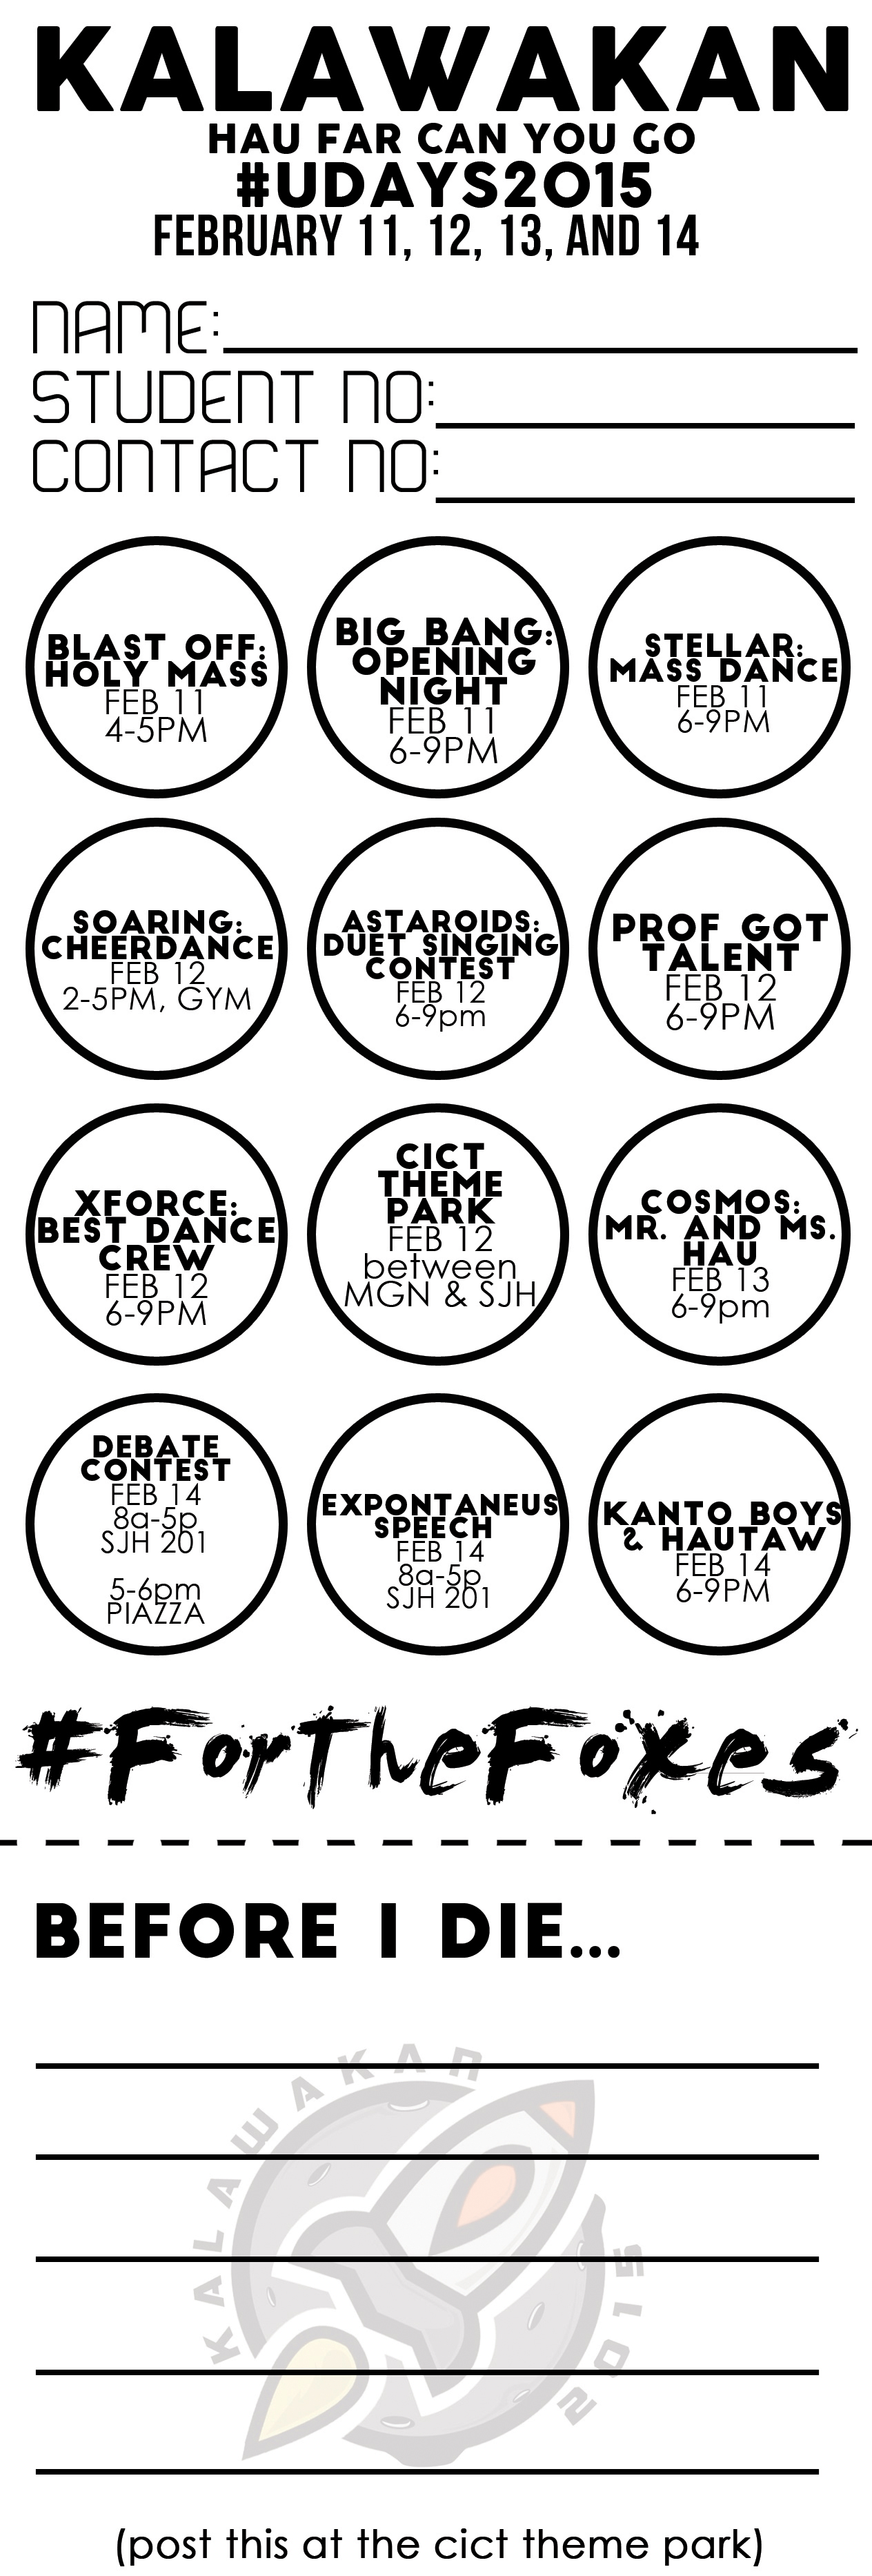 KALAWAKAN
HAU FAR CAN YOU GO
#UDAYS2015
FEBRUARY 11, 12, 13, AND 14
NAME:
STUDENT NO:
CONTACT NO:
BLAST OFF:
HOLY MASS
FEB 11
4-5PM
BIG BANG:
OPENING
NIGHT
FEB 11
6-9PM
STELLAR:
MASS DANCE
FEB 11
6-9PM
SOARING:
CHEERDANCE
FEB 12
2-5PM, GYM
ASTAROIDS:
DUET SINGING
CONTEST
FEB 12
6-9pm
PROF GOT
TALENT
FEB 12
6-9PM
XFORCE:
BEST DANCE
CREW
FEB 12
6-9PM
CICT
THEME
PARK
FEB 12
between
MGN & SJH
COSMOS:
MR. AND MS.
HAU
FEB 13
6-9pm
DEBATE
CONTEST
FEB 14
8a-5p
SJH 201
5-6pm
PIAZZA
EXPONTANEUS
SPEECH
FEB 14
8a-5p
SJH 201
KANTO BOYS
& HAUTAW
FEB 14
6-9PM
#ForTheFoxes
BEFORE I DIE...
KALAWAKAN
2015
(post this at the cict theme park)